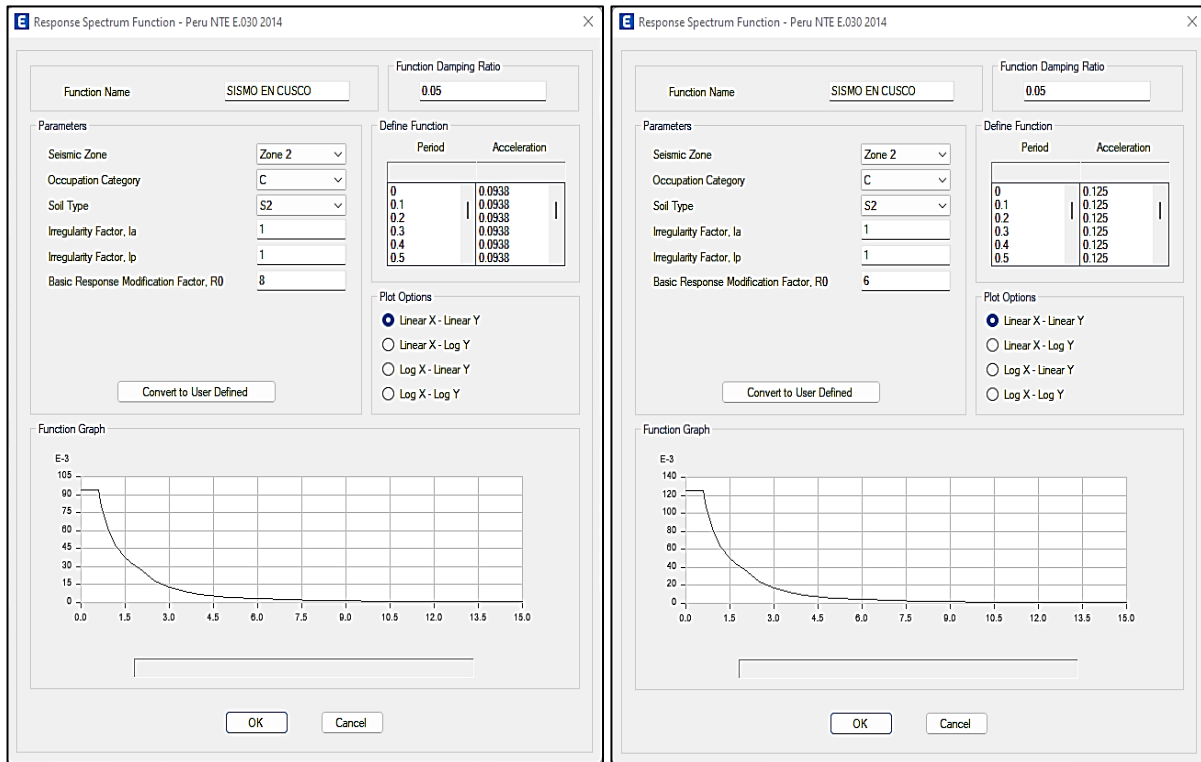 E Response Spectrum Function - Peru NTE E.030 2014
Function Damping Ratio
Function Name SISMO EN CUSCO 0.05
Parameters Define Function
Seismic Zone Zone 2
Occupation Category C
Soil Type S2
Irregularity Factor, Ia 1
Irregularity Factor, Ip 1
Basic Response Modification Factor, R0 8
Convert to User Defined
Period Acceleration
0 0.0938
0.1 0.0938
0.2 0.0938
0.3 0.0938
0.4 0.0938
0.5 0.0938
Plot Options
Linear X - Linear Y
Linear X - Log Y
Log X - Linear Y
Log X - Log Y
Function Graph
E-3
105
90
75
60
45
30
15
0
0.0 1.5 3.0 4.5 6.0 7.5 9.0 10.5 12.0 13.5 15.0
OK Cancel
E Response Spectrum Function - Peru NTE E.030 2014
Function Damping Ratio
Function Name SISMO EN CUSCO 0.05
Parameters Define Function
Seismic Zone Zone 2
Occupation Category C
Soil Type S2
Irregularity Factor, Ia 1
Irregularity Factor, Ip 1
Basic Response Modification Factor, R0 6
Convert to User Defined
Period Acceleration
0 0.125
0.1 0.125
0.2 0.125
0.3 0.125
0.4 0.125
0.5 0.125
Plot Options
Linear X - Linear Y
Linear X - Log Y
Log X - Linear Y
Log X - Log Y
Function Graph
E-3
140
120
100
80
60
40
20
0
0.0 1.5 3.0 4.5 6.0 7.5 9.0 10.5 12.0 13.5 15.0
OK Cancel